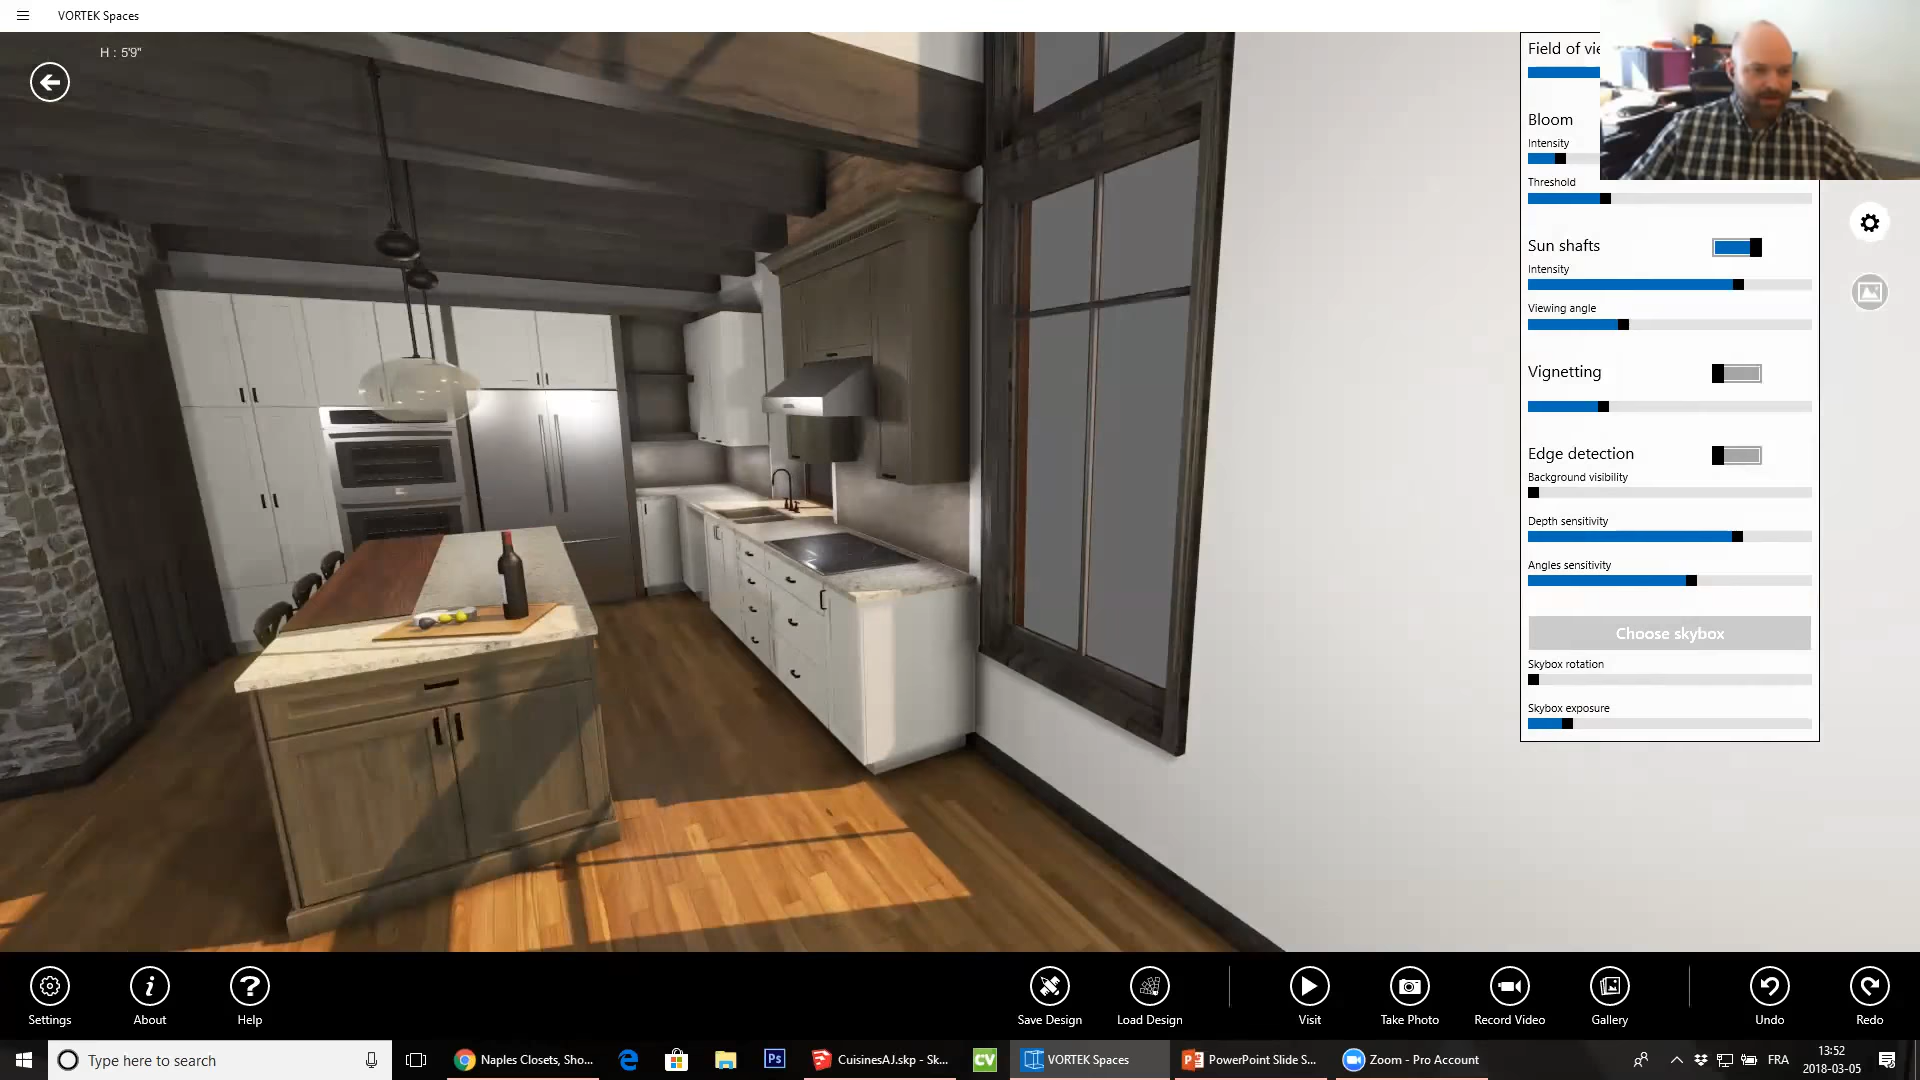 VORTEK Spaces
H : 5'9"
Field of vie
Bloom
Intensity
Threshold
Sun shafts
Intensity
Viewing angle
Vignetting
Edge detection
Background visibility
Depth sensitivity
Angles sensitivity
Choose skybox
Skybox rotation
Skybox exposure
Settings
About
Help
Save Design
Load Design
Visit
Take Photo
Record Video
Gallery
Undo
Redo
Type here to search
Naples Closets, Sho...
Ps
CuisinesAJ.skp - Sk...
CV
VORTEK Spaces
PowerPoint Slide S...
Zoom - Pro Account
FRA
13:52
2018-03-05